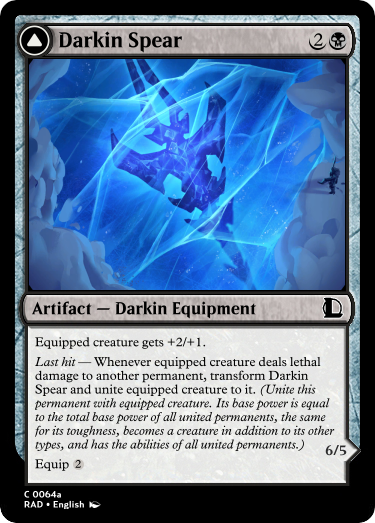 Darkin Spear 2
Artifact — Darkin Equipment
Equipped creature gets +2/+1.
Last hit — Whenever equipped creature deals lethal
damage to another permanent, transform Darkin
Spear and unite equipped creature to it. (Unite this
permanent with equipped creature. Its base power is equal
to the total base power of all united permanents, the same
for its toughness, becomes a creature in addition to its other
types, and has the abilities of all united permanents.)
6/5
Equip 2
C 0064a
RAD • English